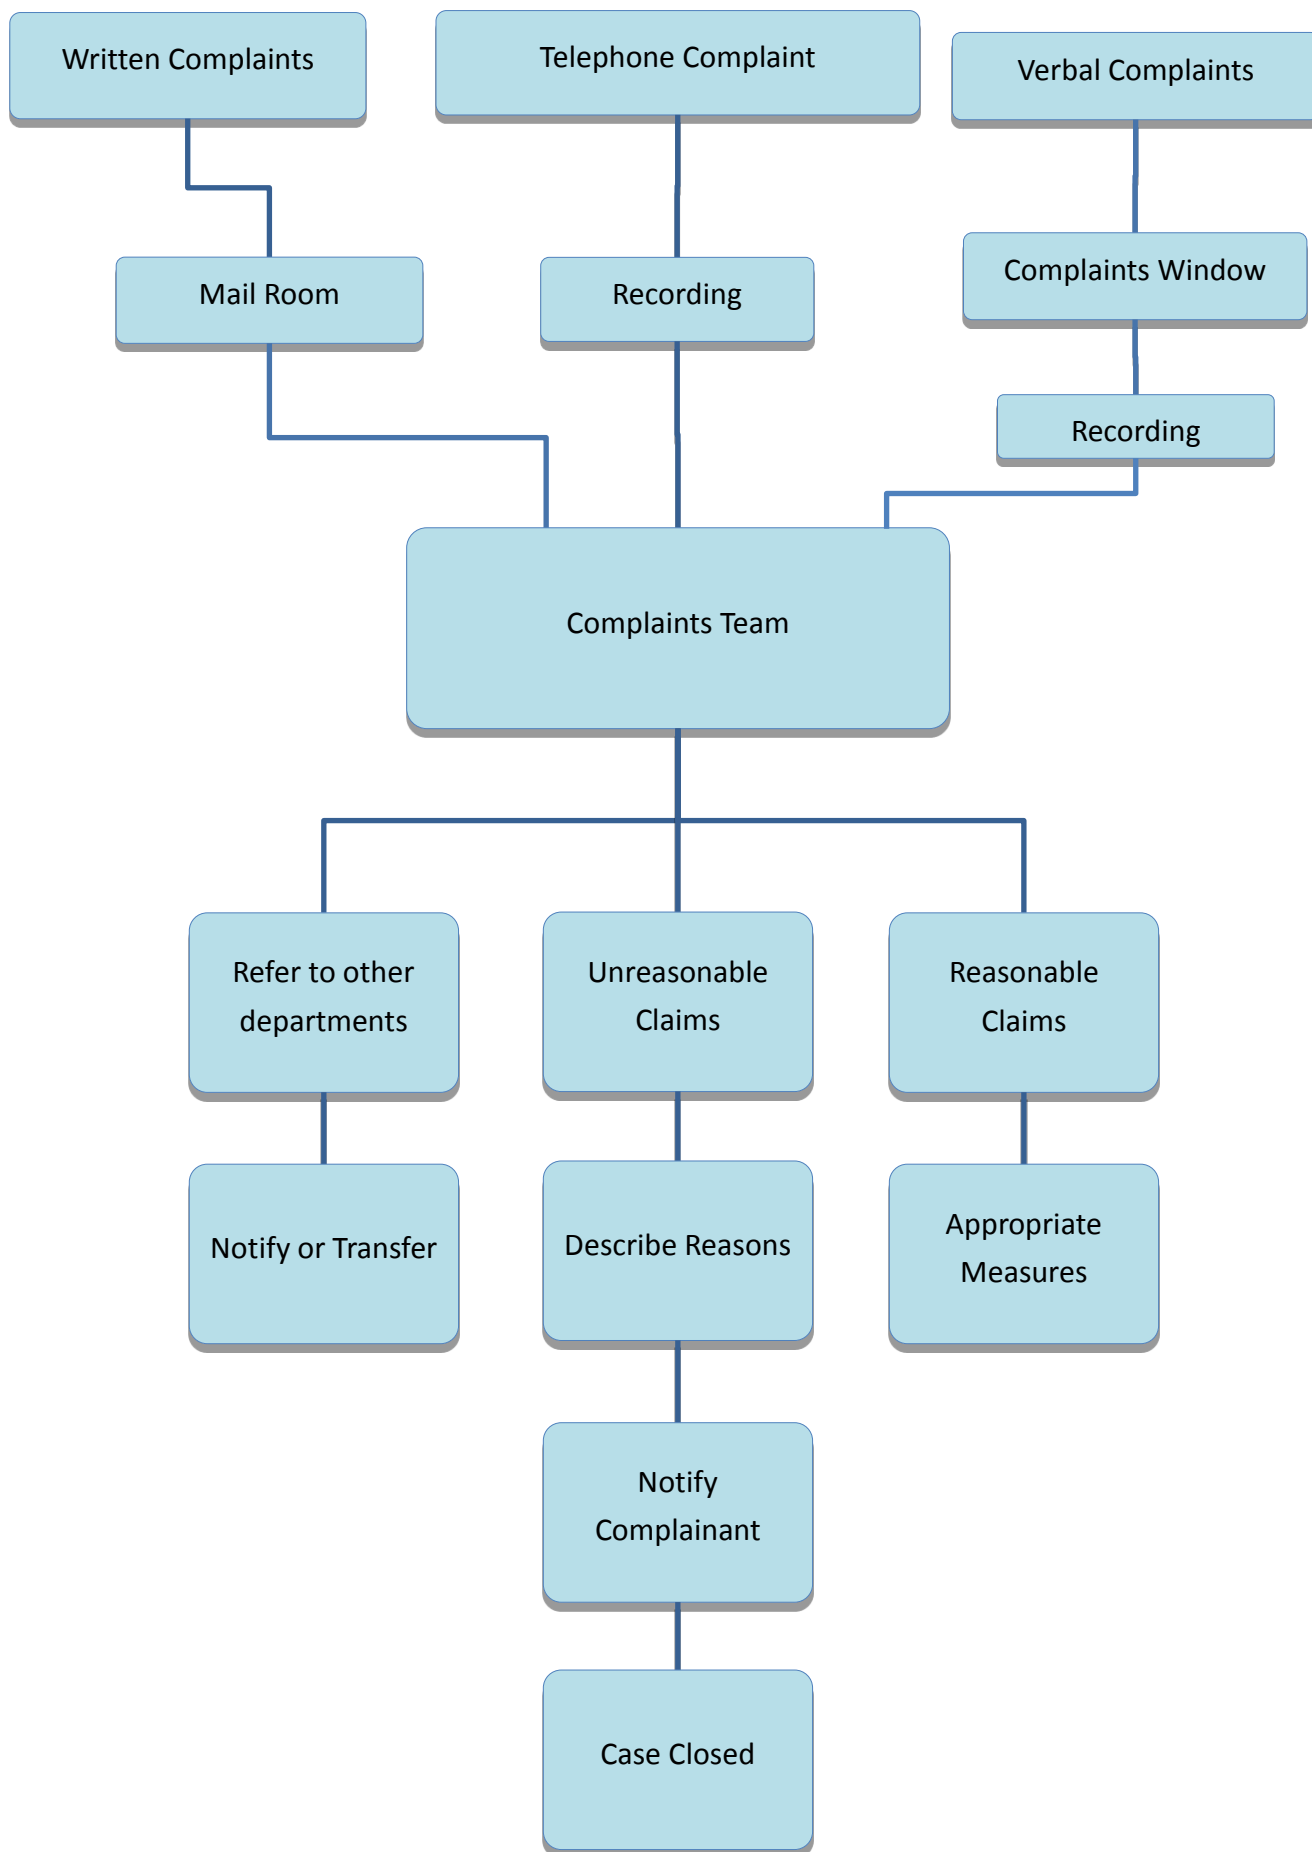 Written Complaints
Telephone Complaint
Verbal Complaints
Mail Room
Recording
Complaints Window
Recording
Complaints Team
Refer to other
departments
Unreasonable
Claims
Reasonable
Claims
Notify or Transfer
Describe Reasons
Appropriate
Measures
Notify
Complainant
Case Closed